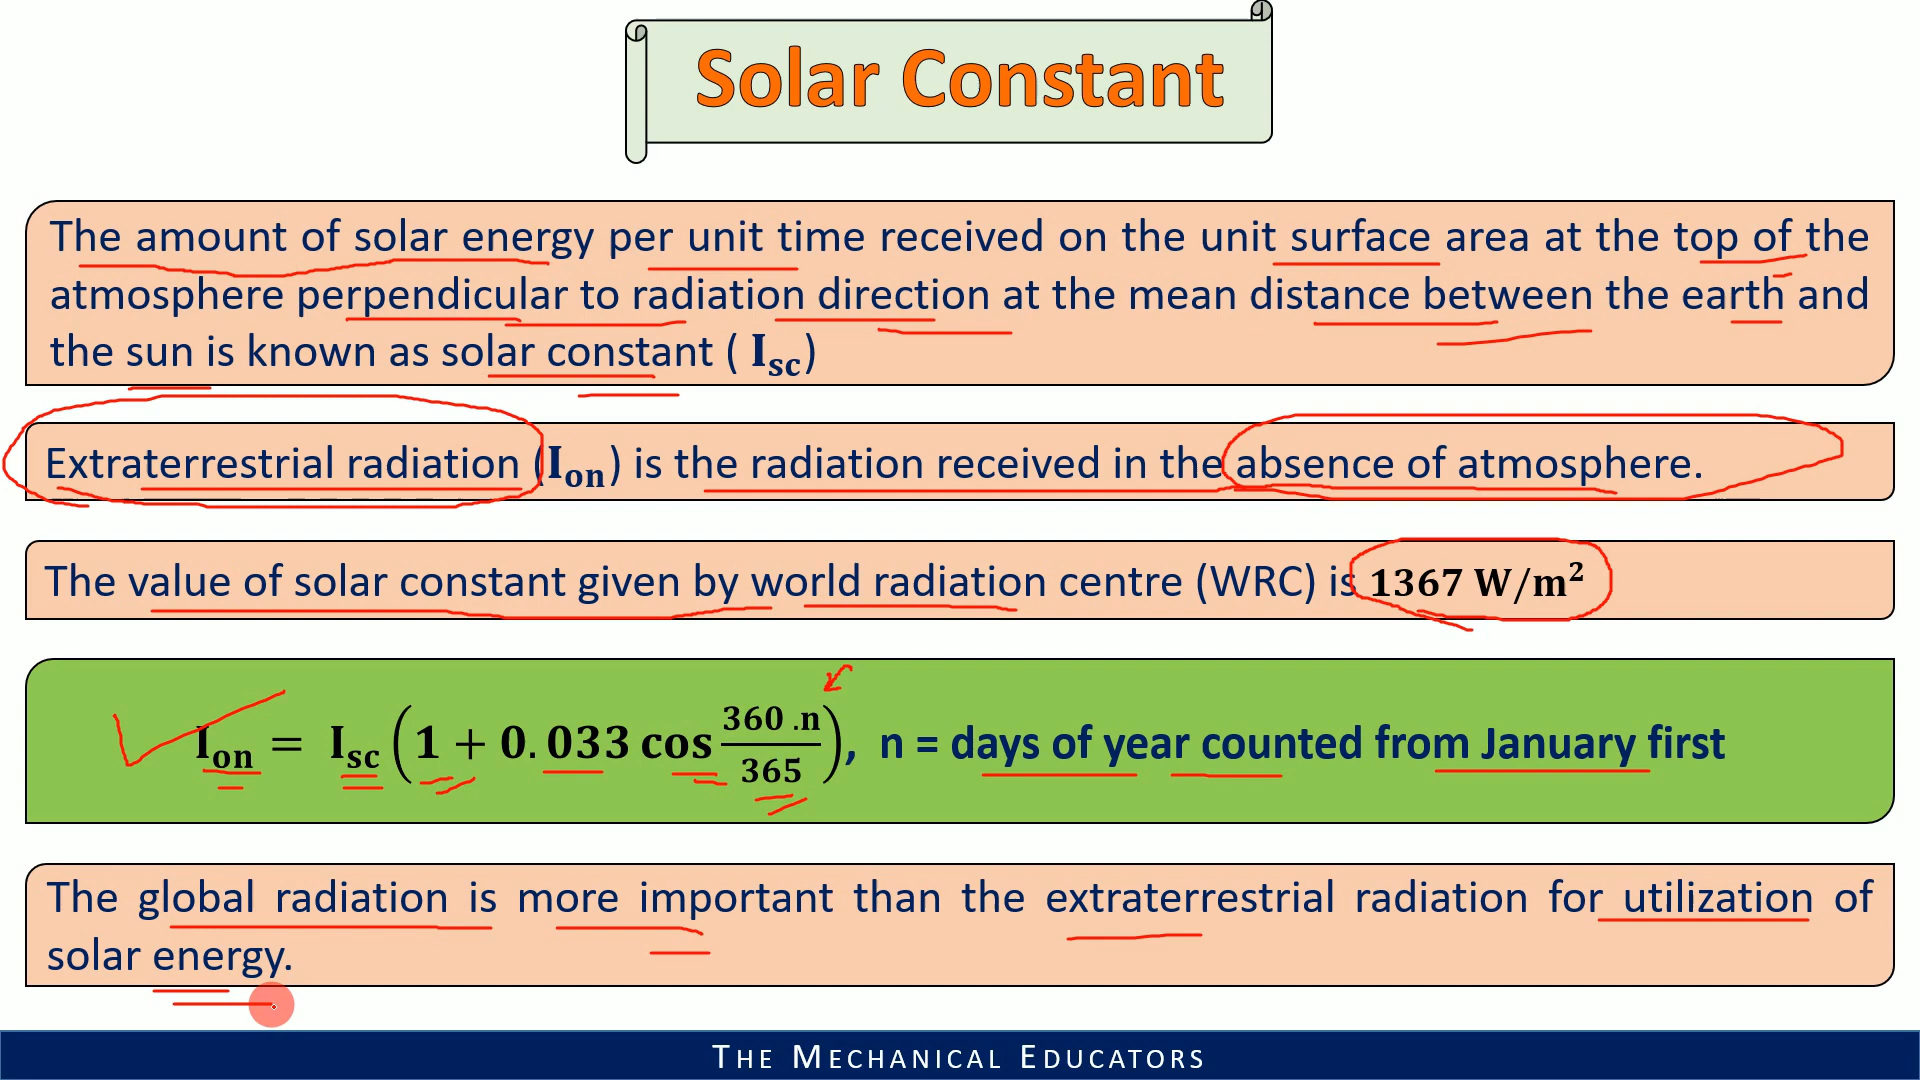 Solar Constant
The amount of solar energy per unit time received on the unit surface area at the top of the
atmosphere perpendicular to radiation direction at the mean distance between the earth and
the sun is known as solar constant ( I_sc)
Extraterrestrial radiation (I_on) is the radiation received in the absence of atmosphere.
The value of solar constant given by world radiation centre (WRC) is 1367 W/m²
I_on = I_sc (1 + 0.033 cos 360 .n / 365), n = days of year counted from January first
The global radiation is more important than the extraterrestrial radiation for utilization of
solar energy.
THE MECHANICAL EDUCATORS